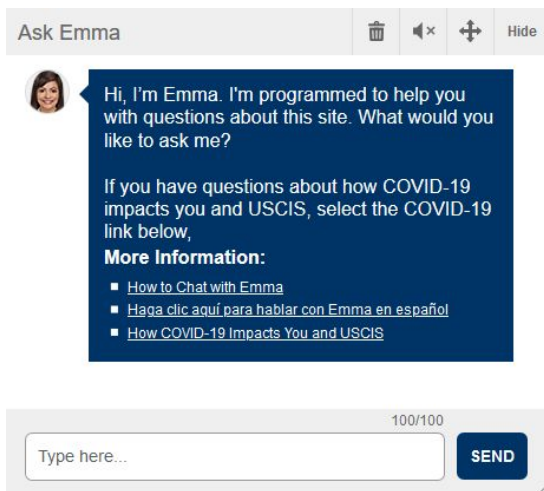 Ask Emma
Hide
Hi, I'm Emma. I'm programmed to help you
with questions about this site. What would you
like to ask me?
If you have questions about how COVID-19
impacts you and USCIS, select the COVID-19
link below,
More Information:
How to Chat with Emma
Haga clic aquí para hablar con Emma en español
How COVID-19 Impacts You and USCIS
100/100
Type here...
SEND